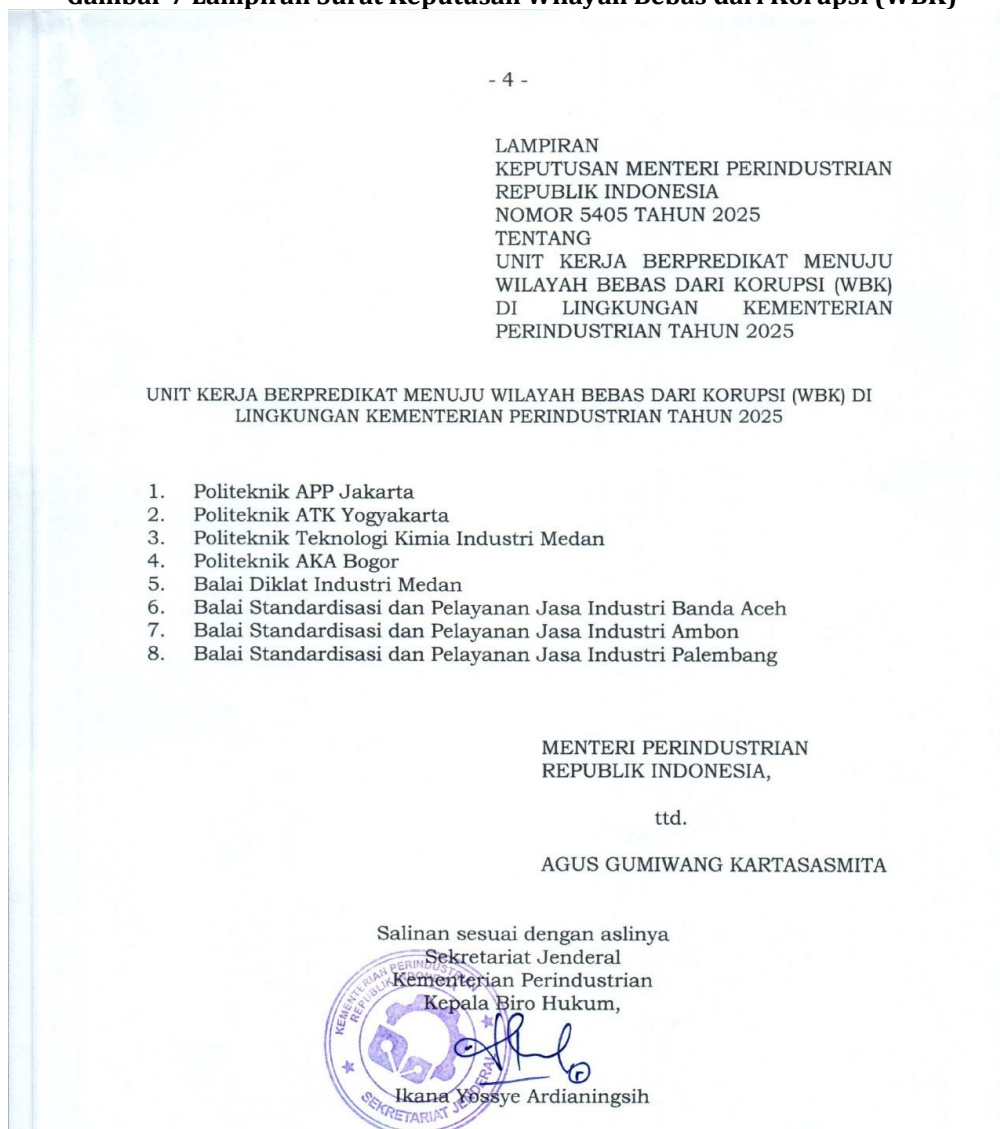 Gambar 7 Lampiran Surat Keputusan Wilayah Bebas dari Korupsi (WBK)
- 4 -
LAMPIRAN
KEPUTUSAN MENTERI PERINDUSTRIAN
REPUBLIK INDONESIA
NOMOR 5405 TAHUN 2025
TENTANG
UNIT KERJA BERPREDIKAT MENUJU
WILAYAH BEBAS DARI KORUPSI (WBK)
DI LINGKUNGAN KEMENTERIAN
PERINDUSTRIAN TAHUN 2025
UNIT KERJA BERPREDIKAT MENUJU WILAYAH BEBAS DARI KORUPSI (WBK) DI
LINGKUNGAN KEMENTERIAN PERINDUSTRIAN TAHUN 2025
1. Politeknik APP Jakarta
2. Politeknik ATK Yogyakarta
3. Politeknik Teknologi Kimia Industri Medan
4. Politeknik AKA Bogor
5. Balai Diklat Industri Medan
6. Balai Standardisasi dan Pelayanan Jasa Industri Banda Aceh
7. Balai Standardisasi dan Pelayanan Jasa Industri Ambon
8. Balai Standardisasi dan Pelayanan Jasa Industri Palembang
MENTERI PERINDUSTRIAN
REPUBLIK INDONESIA,
ttd.
AGUS GUMIWANG KARTASASMITA
Salinan sesuai dengan aslinya
Sekretariat Jenderal
Kementerian Perindustrian
Kepala Biro Hukum,
Ikana Yossye Ardianingsih
KEMENTERIAN PERINDUSTRIAN
REPUBLIK INDONESIA
SEKRETARIAT JENDERAL